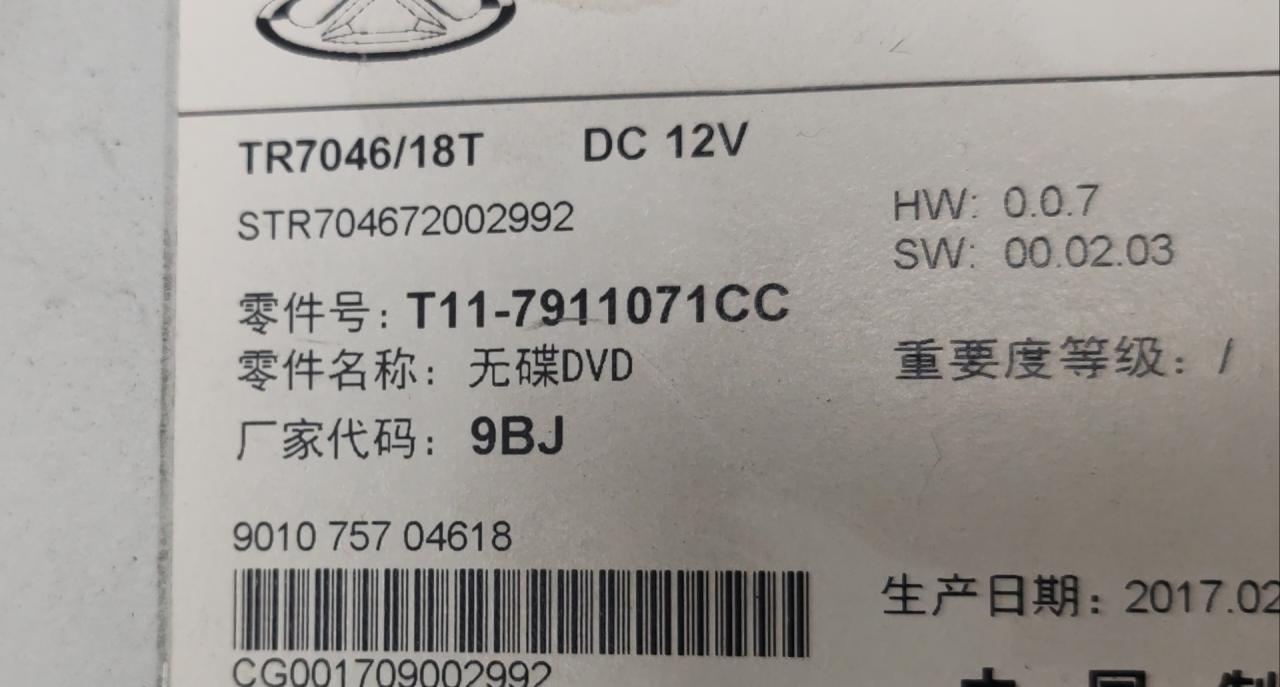 TR7046/18T DC 12V
STR704672002992
HW: 0.0.7
SW: 00.02.03
零件号: T11-7911071CC
零件名称: 无碟DVD
重要度等级: /
厂家代码: 9BJ
9010 757 04618
生产日期: 2017.02
CG001709002992